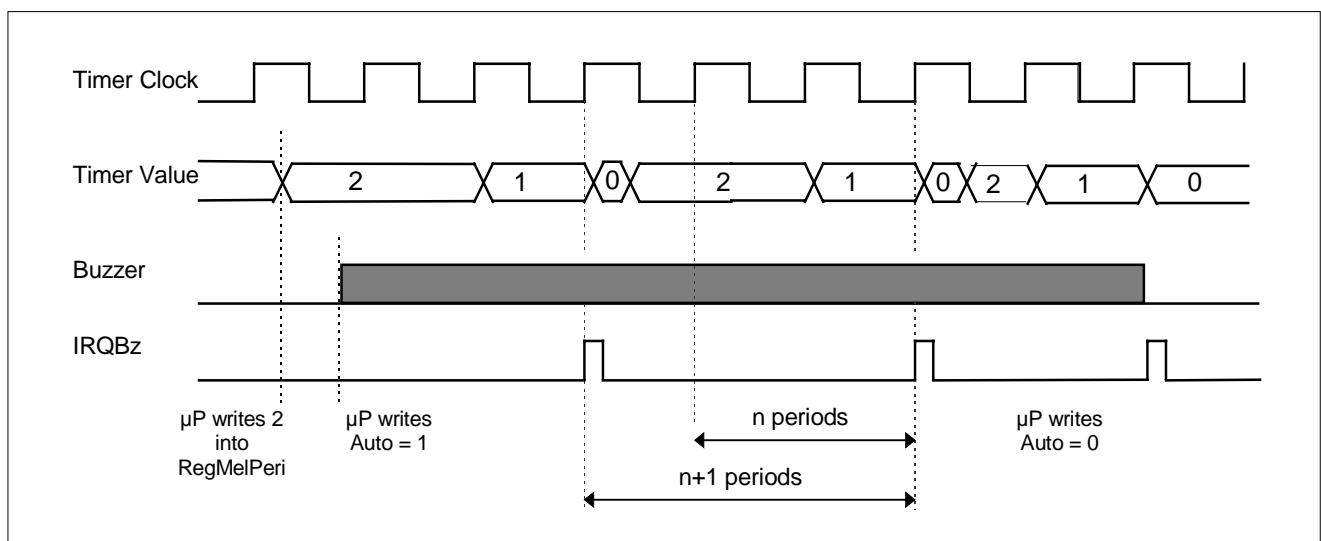 Timer Clock
Timer Value
2
1
0
2
1
0
2
1
0
Buzzer
IRQBz
µP writes 2
into
RegMelPeri
µP writes
Auto = 1
n periods
n+1 periods
µP writes
Auto = 0